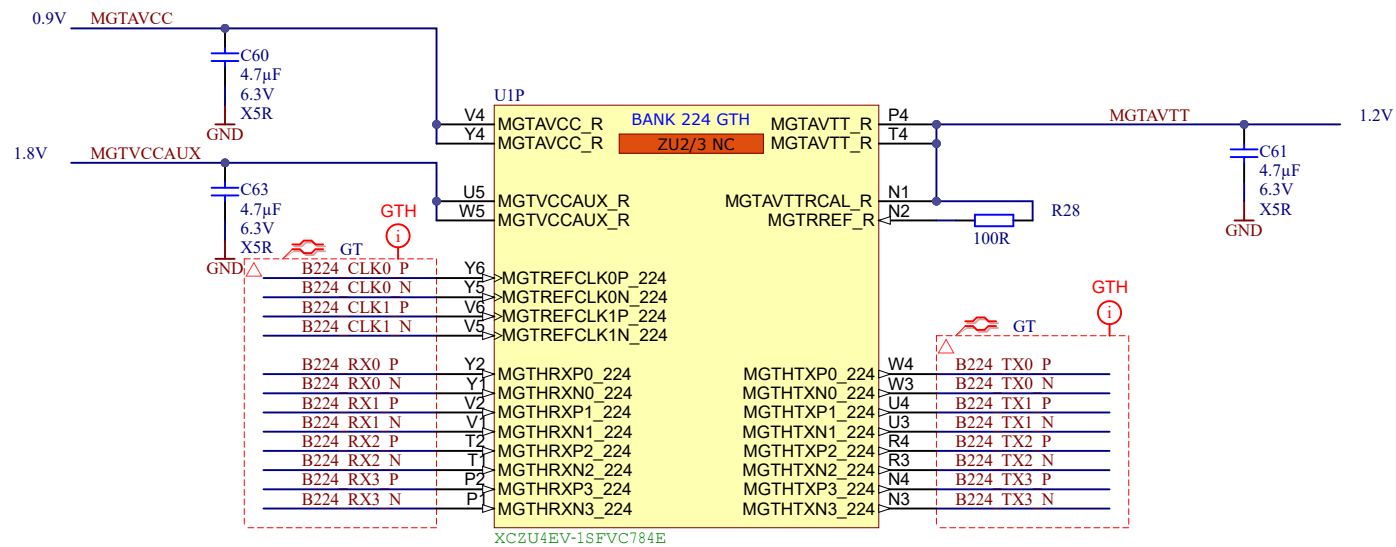 0.9V MGTAVCC
C60
4.7µF
6.3V
X5R
GND
1.8V MGTVCCAUX
C63
4.7µF
6.3V
X5R
GND
U1P
BANK 224 GTH
ZU2/3 NC
V4 MGTAVCC_R
Y4 MGTAVCC_R
U5 MGTVCCAUX_R
W5 MGTVCCAUX_R
MGTAVTT_R P4
MGTAVTT_R T4
MGTAVTTRCAL_R N1
MGTRREF_R N2
MGTAVTT 1.2V
C61
4.7µF
6.3V
X5R
GND
R28
100R
GTH
i
GT
B224_CLK0_P Y6 MGTREFCLK0P_224
B224_CLK0_N Y5 MGTREFCLK0N_224
B224_CLK1_P V6 MGTREFCLK1P_224
B224_CLK1_N V5 MGTREFCLK1N_224
B224_RX0_P Y2 MGTHRXP0_224
B224_RX0_N Y1 MGTHRXN0_224
B224_RX1_P V2 MGTHRXP1_224
B224_RX1_N V1 MGTHRXN1_224
B224_RX2_P T2 MGTHRXP2_224
B224_RX2_N T1 MGTHRXN2_224
B224_RX3_P P2 MGTHRXP3_224
B224_RX3_N P1 MGTHRXN3_224
GTH
i
GT
MGTHTXP0_224 W4 B224_TX0_P
MGTHTXN0_224 W3 B224_TX0_N
MGTHTXP1_224 U4 B224_TX1_P
MGTHTXN1_224 U3 B224_TX1_N
MGTHTXP2_224 R4 B224_TX2_P
MGTHTXN2_224 R3 B224_TX2_N
MGTHTXP3_224 N4 B224_TX3_P
MGTHTXN3_224 N3 B224_TX3_N
XCZU4EV-1SFVC784E